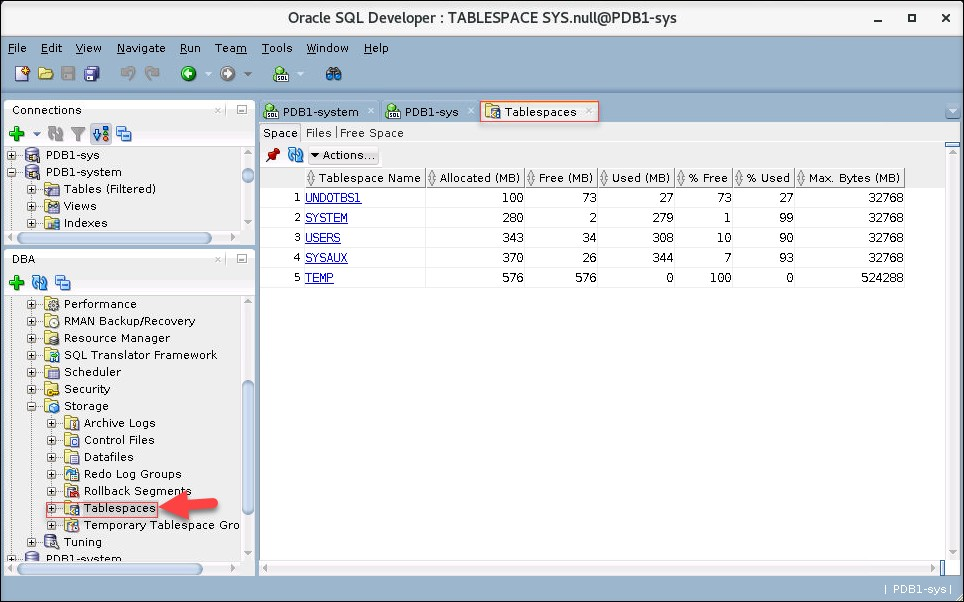 Oracle SQL Developer : TABLESPACE SYS.null@PDB1-sys
File Edit View Navigate Run Team Tools Window Help
SQL
Connections
PDB1-sys
PDB1-system
Tables (Filtered)
Views
Indexes
DBA
Performance
RMAN Backup/Recovery
Resource Manager
SQL Translator Framework
Scheduler
Security
Storage
Archive Logs
Control Files
Datafiles
Redo Log Groups
Rollback Segments
Tablespaces
Temporary Tablespace Gro
Tuning
PDB1-system
PDB1-system PDB1-sys Tablespaces
Space Files Free Space
Actions...
Tablespace Name Allocated (MB) Free (MB) Used (MB) % Free % Used Max. Bytes (MB)
1 UNDOTBS1 100 73 27 73 27 32768
2 SYSTEM 280 2 279 1 99 32768
3 USERS 343 34 308 10 90 32768
4 SYSAUX 370 26 344 7 93 32768
5 TEMP 576 576 0 100 0 524288
| PDB1-sys|